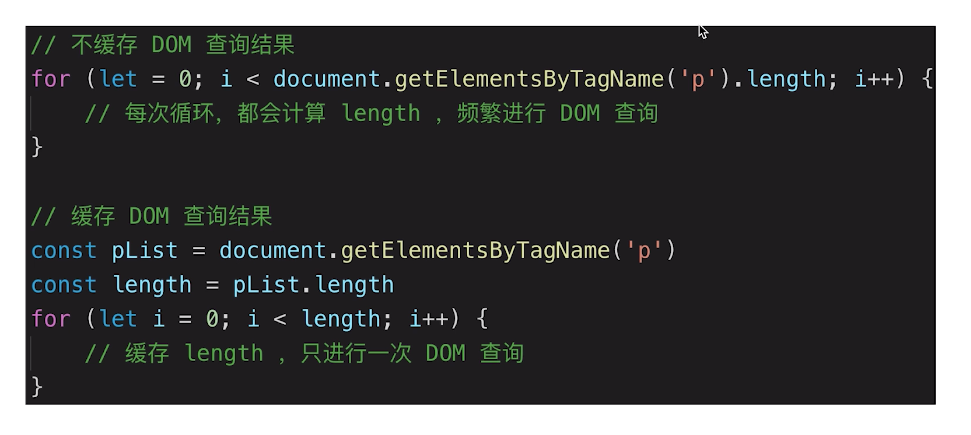 // 不缓存 DOM 查询结果
for (let = 0; i < document.getElementsByTagName('p').length; i++) {
    // 每次循环，都会计算 length ，频繁进行 DOM 查询
}
// 缓存 DOM 查询结果
const pList = document.getElementsByTagName('p')
const length = pList.length
for (let i = 0; i < length; i++) {
    // 缓存 length ，只进行一次 DOM 查询
}